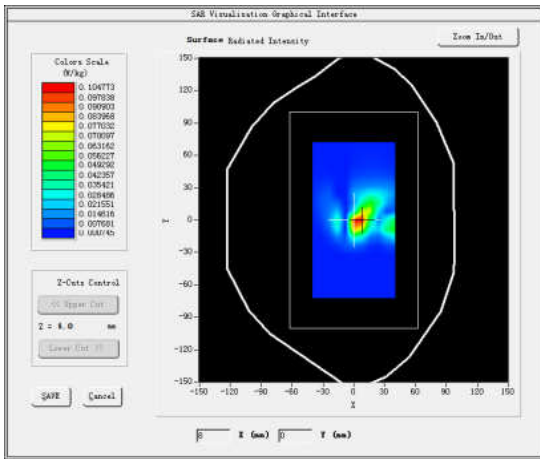 SAR Visualisation Graphical Interface
Surface Radiated Intensity
Zoom In/Out
Colors Scale
(W/kg)
0.104773
0.097838
0.090903
0.083968
0.077032
0.070097
0.063162
0.056227
0.049292
0.042357
0.035421
0.028486
0.021551
0.014616
0.007681
0.000745
150
120
90
60
30
0
-30
-60
-90
-120
-150
Y
-150 -120 -90 -60 -30 0 30 60 90 120 150
X
Z-Cuts Control
<< Upper Cut
Z = 4.0 mm
Lower Cut >>
SAVE Cancel
8 X (mm) 0 Y (mm)